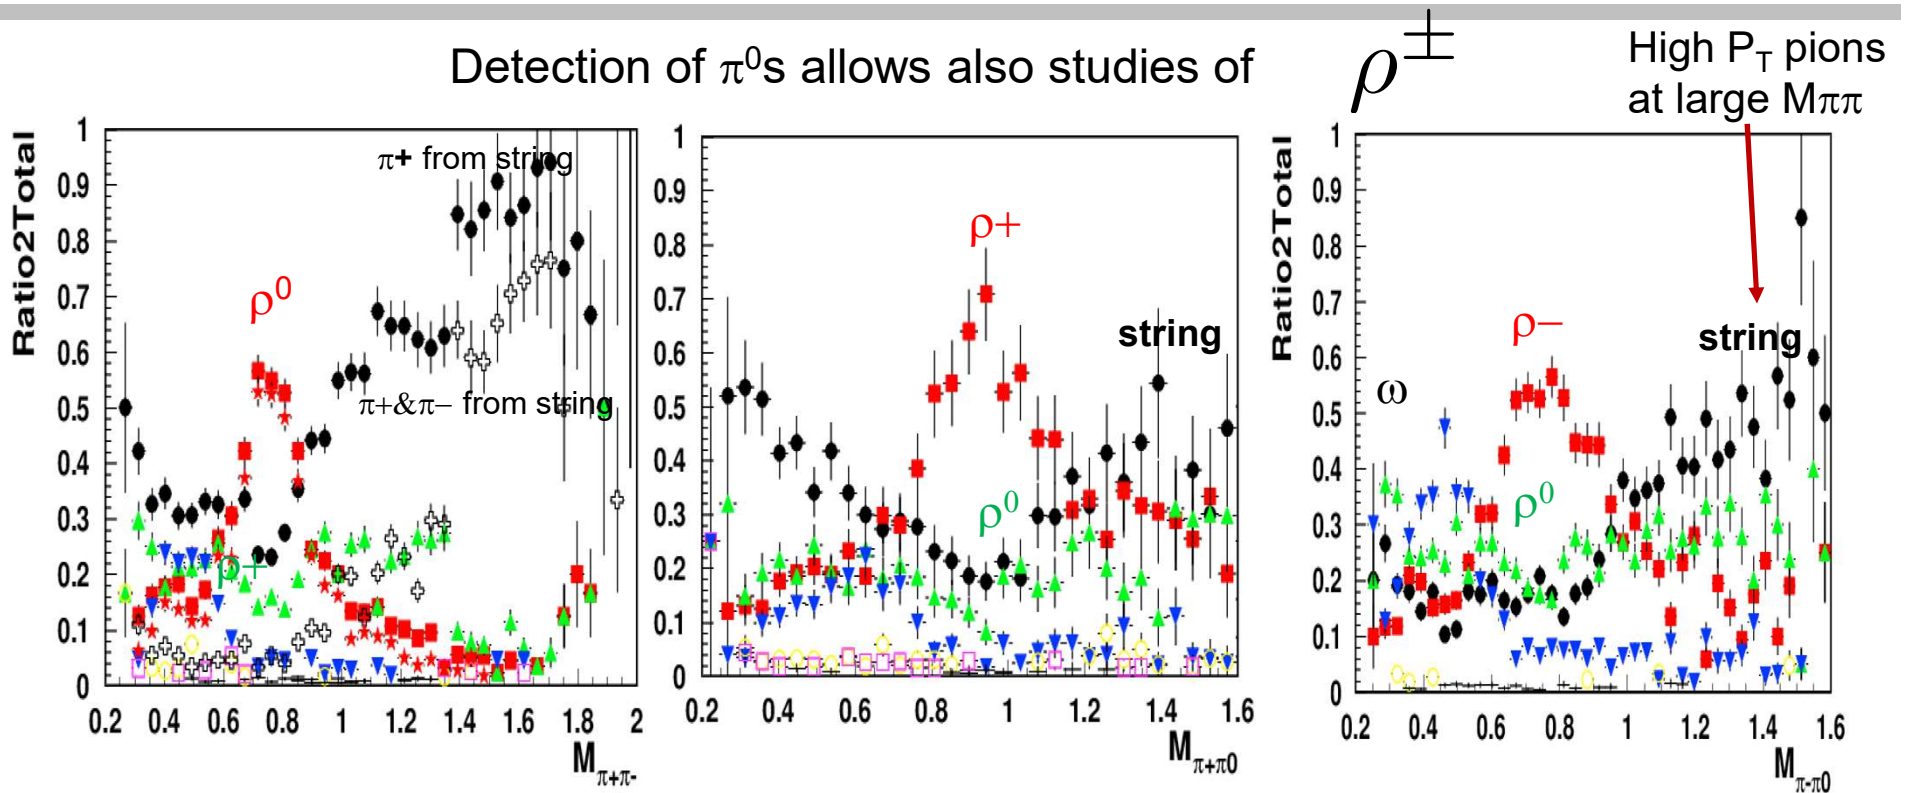 Detection of π⁰s allows also studies of ρ±
High P_T pions
at large Mππ
Ratio2Total
1
0.9
0.8
0.7
0.6
0.5
0.4
0.3
0.2
0.1
0
π+ from string
ρ⁰
π+&π− from string
ρ+
0.2 0.4 0.6 0.8 1 1.2 1.4 1.6 1.8 2
M_π+π-
1
0.9
0.8
0.7
0.6
0.5
0.4
0.3
0.2
0.1
0
ρ+
string
ρ⁰
0.2 0.4 0.6 0.8 1 1.2 1.4 1.6
M_π+π0
Ratio2Total
1
0.9
0.8
0.7
0.6
0.5
0.4
0.3
0.2
0.1
0
ρ−
string
ω
ρ⁰
0.2 0.4 0.6 0.8 1 1.2 1.4 1.6
M_π-π0